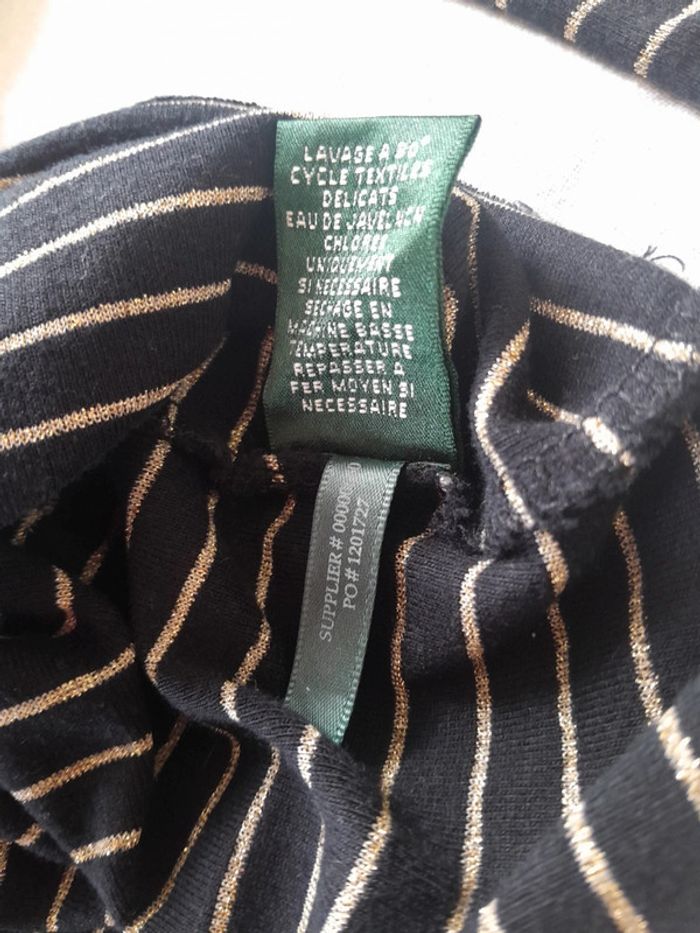 LAVAGE A 30°
CYCLE TEXTILES
DELICATS
EAU DE JAVEL NON
CHLOREE
UNIQUEMENT
SI NECESSAIRE
SECHAGE EN
MACHINE BASSE
TEMPERATURE
REPASSER A
FER MOYEN SI
NECESSAIRE
SUPPLIER #
PO # 1201727